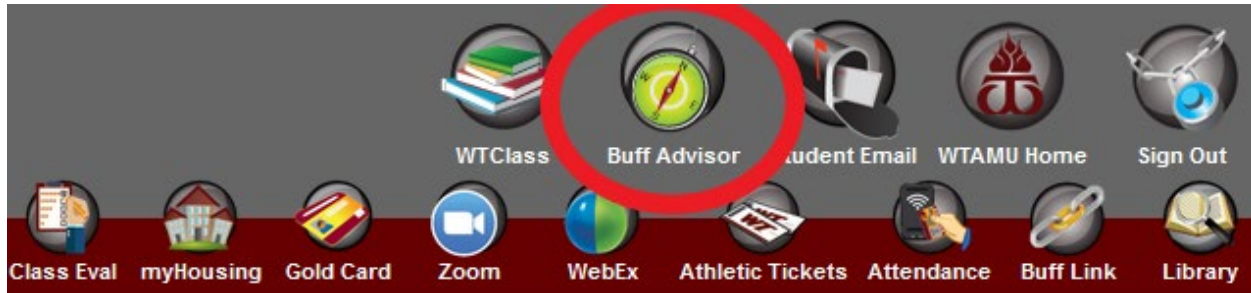 WTClass Buff Advisor Student Email WTAMU Home Sign Out
Class Eval myHousing Gold Card Zoom WebEx Athletic Tickets Attendance Buff Link Library